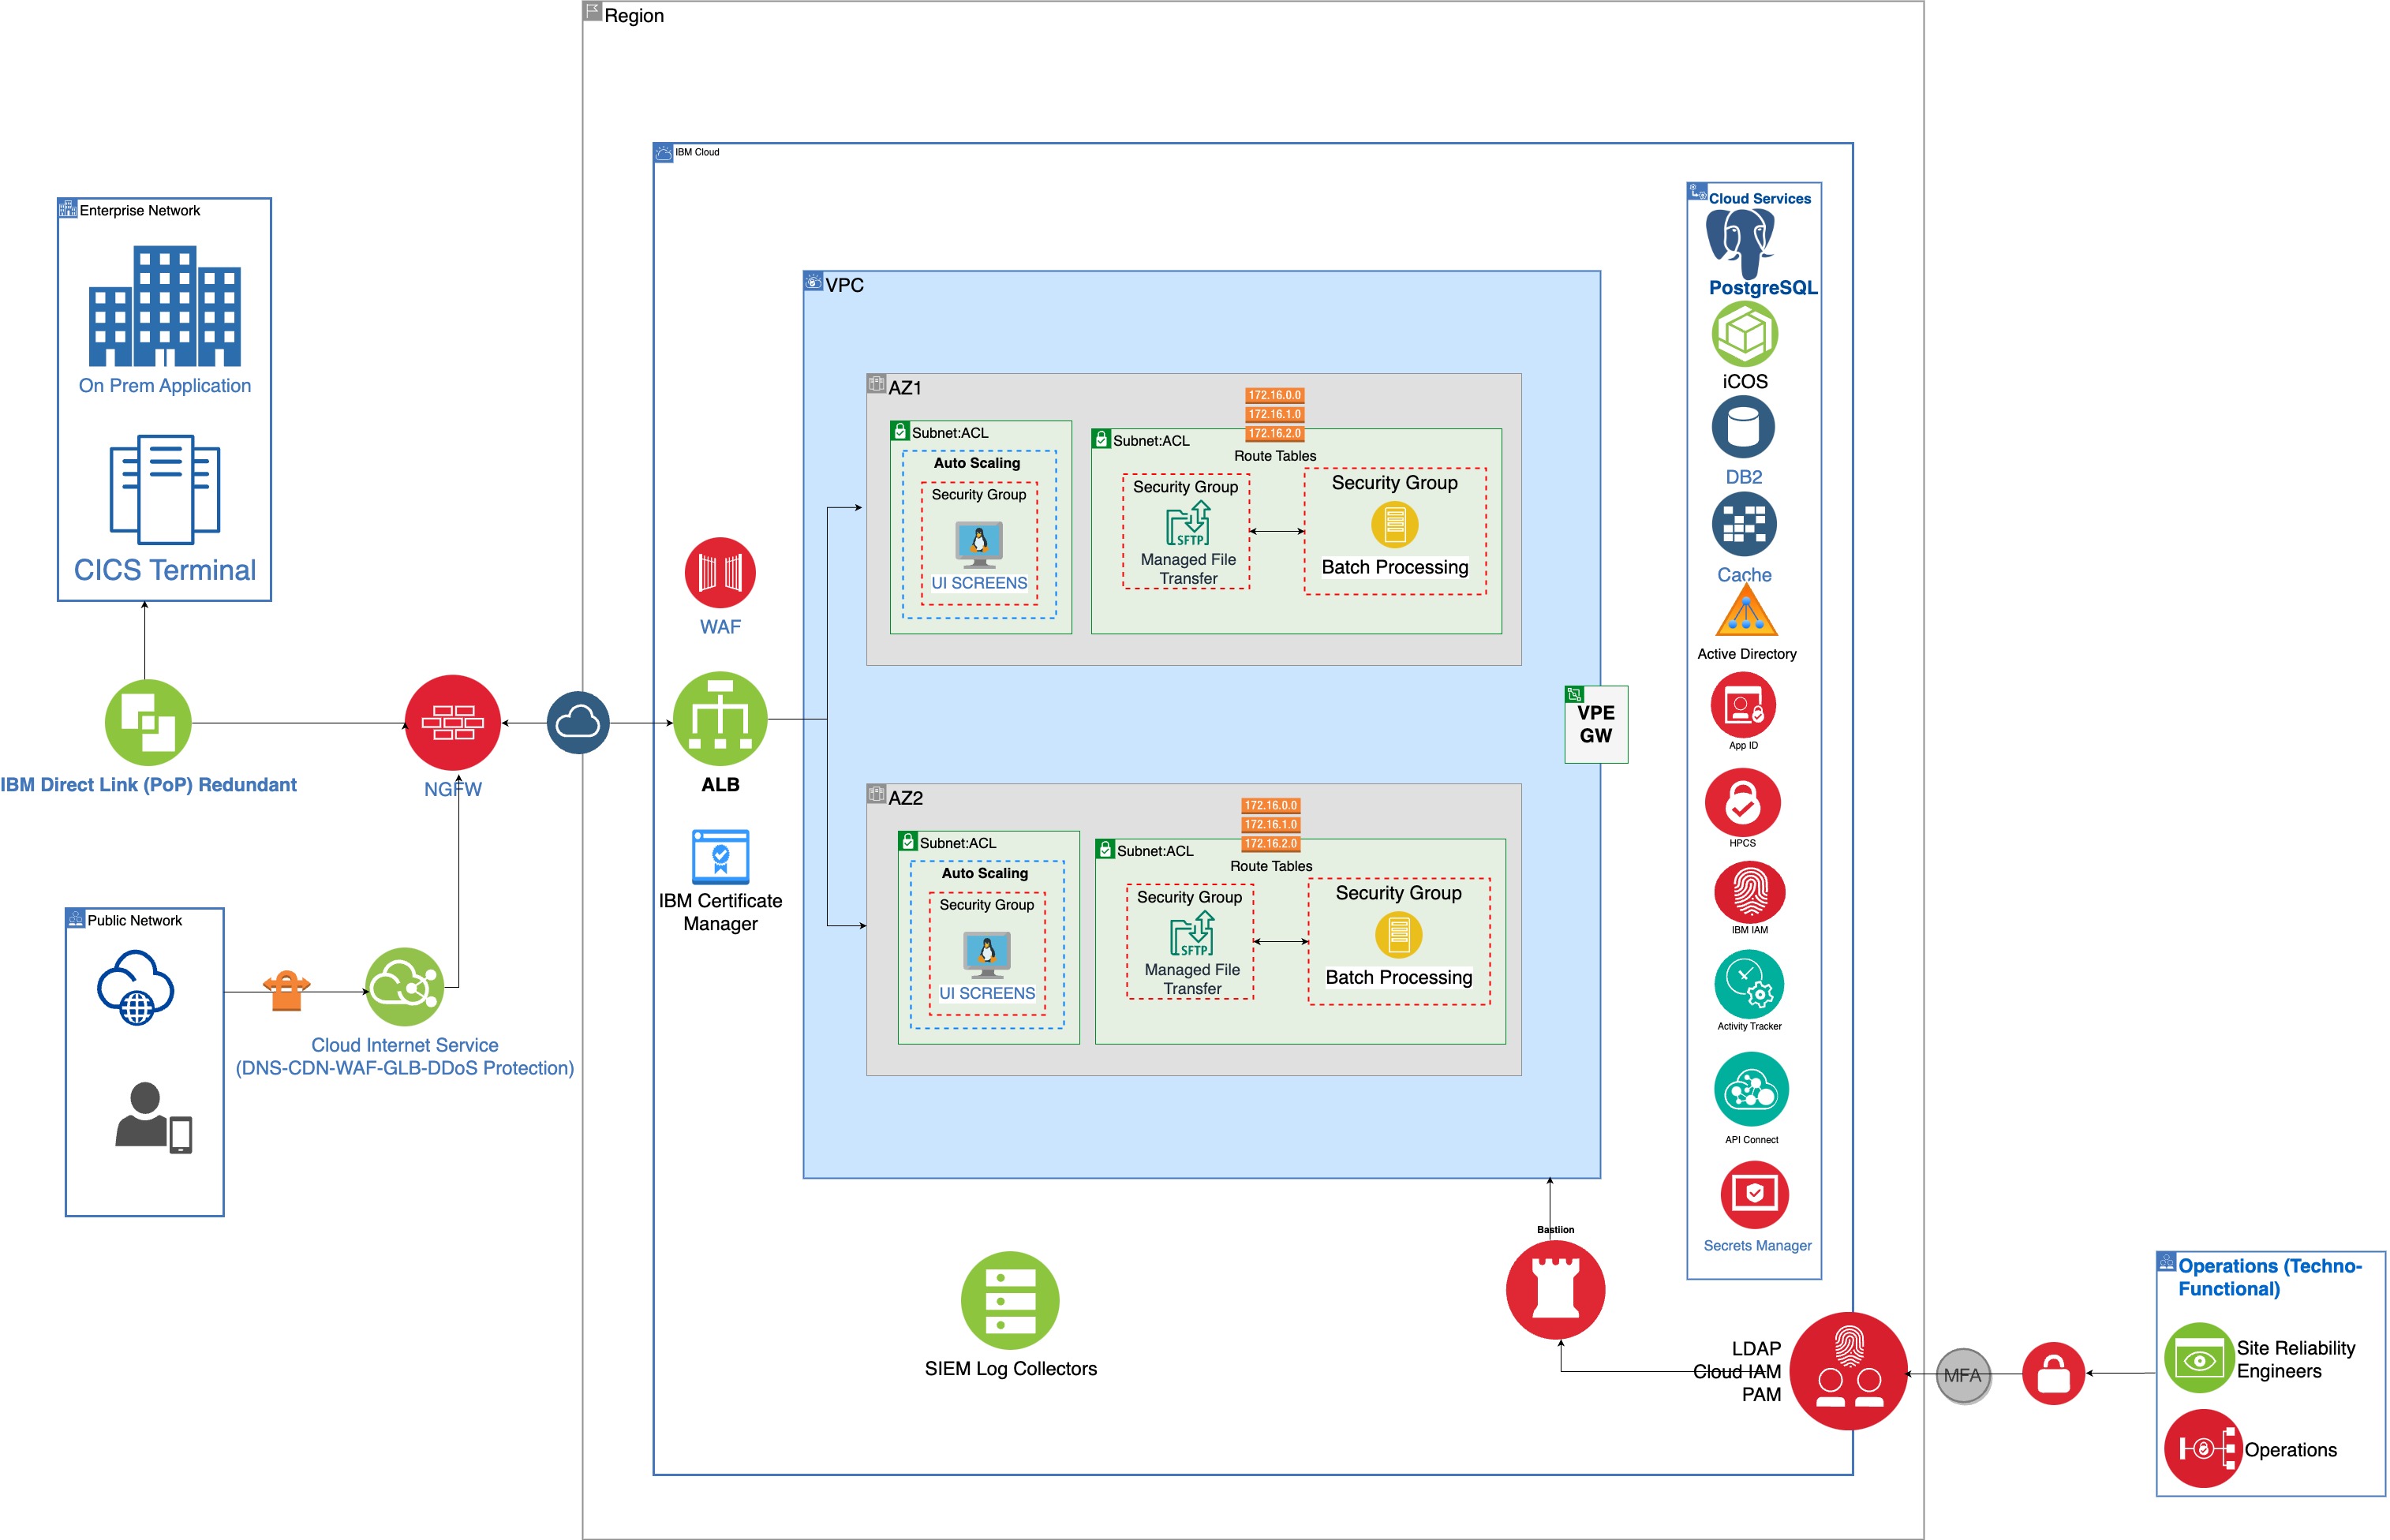 Region
IBM Cloud
Enterprise Network
On Prem Application
CICS Terminal
IBM Direct Link (PoP) Redundant
NGFW
Public Network
Cloud Internet Service
(DNS-CDN-WAF-GLB-DDoS Protection)
WAF
ALB
IBM Certificate
Manager
VPC
AZ1
172.16.0.0
172.16.1.0
172.16.2.0
Route Tables
Subnet:ACL
Auto Scaling
Security Group
UI SCREENS
Subnet:ACL
Security Group
SFTP
Managed File
Transfer
Security Group
Batch Processing
VPE
GW
AZ2
172.16.0.0
172.16.1.0
172.16.2.0
Route Tables
Subnet:ACL
Auto Scaling
Security Group
UI SCREENS
Subnet:ACL
Security Group
SFTP
Managed File
Transfer
Security Group
Batch Processing
Cloud Services
PostgreSQL
iCOS
DB2
Cache
Active Directory
App ID
HPCS
IBM IAM
Activity Tracker
API Connect
Secrets Manager
SIEM Log Collectors
Bastiion
LDAP
Cloud IAM
PAM
MFA
Operations (Techno-
Functional)
Site Reliability
Engineers
Operations